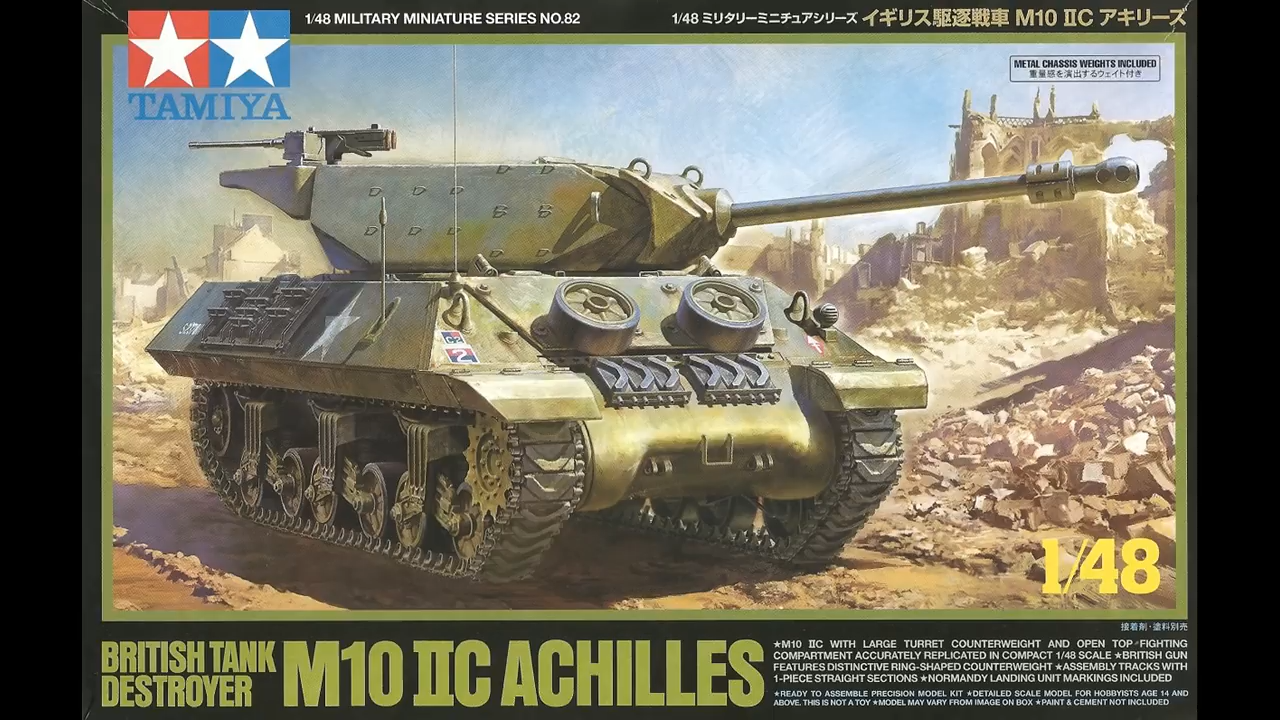 TAMIYA
1/48 MILITARY MINIATURE SERIES NO.82
1/48 ミリタリーミニチュアシリーズ イギリス駆逐戦車 M10 IIC アキリーズ
METAL CHASSIS WEIGHTS INCLUDED
重量感を演出するウェイト付き
C2
2
1/48
接着剤・塗料別売
BRITISH TANK
DESTROYER
M10 IIC ACHILLES
★M10 IIC WITH LARGE TURRET COUNTERWEIGHT AND OPEN TOP FIGHTING
COMPARTMENT ACCURATELY REPLICATED IN COMPACT 1/48 SCALE ★BRITISH GUN
FEATURES DISTINCTIVE RING-SHAPED COUNTERWEIGHT ★ASSEMBLY TRACKS WITH
1-PIECE STRAIGHT SECTIONS ★NORMANDY LANDING UNIT MARKINGS INCLUDED
★READY TO ASSEMBLE PRECISION MODEL KIT ★DETAILED SCALE MODEL FOR HOBBYISTS AGE 14 AND
ABOVE. THIS IS NOT A TOY ★MODEL MAY VARY FROM IMAGE ON BOX ★PAINT & CEMENT NOT INCLUDED